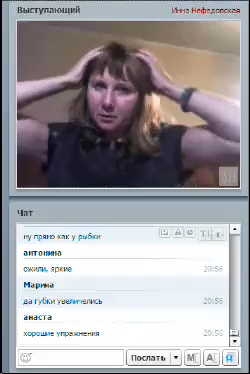 Выступающий Инна Нефедовская
Чат
ну прямо как у рыбки
антонина
ожили, яркие 20:56
Марина
да губки увеличелись 20:56
анаста
хорошие упражнения 20:56
Послать